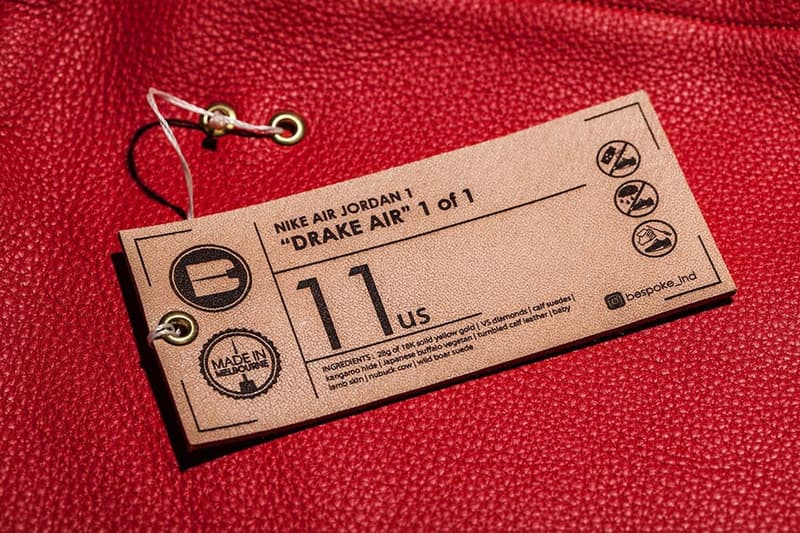 NIKE AIR JORDAN 1
“DRAKE AIR” 1 of 1
11us
INGREDIENTS : 28g of 18K solid yellow gold | VS diamonds | calf suedes |
kangaroo hide | japanese buffalo vegetan | tumbled calf leather | baby
lamb skin | nubuck cow | wild boar suede
MADE IN
MELBOURNE
bespoke_ind